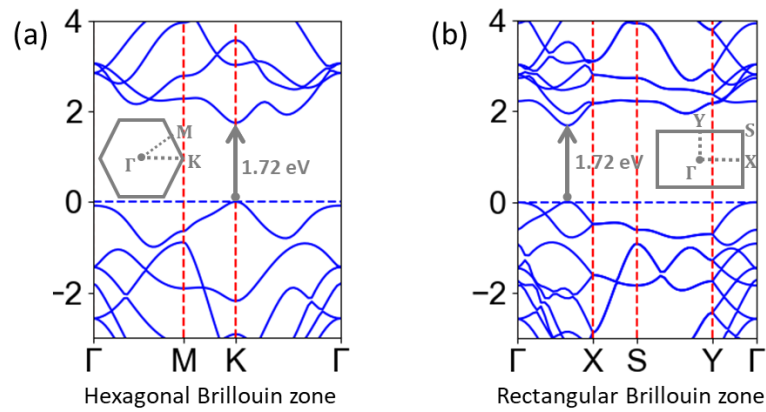 (a)
4
2
0
−2
Γ
M
K
1.72 eV
Γ M K Γ
Hexagonal Brillouin zone
(b)
4
2
0
−2
1.72 eV
Y
S
Γ
X
Γ X S Y Γ
Rectangular Brillouin zone